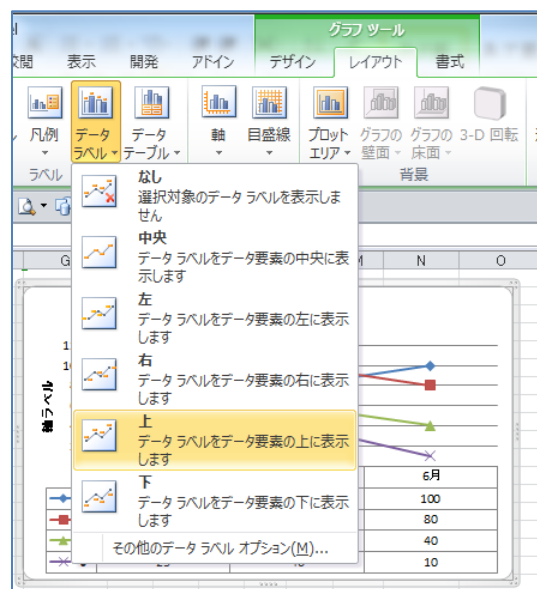 グラフ ツール
表示 開発 アドイン デザイン レイアウト 書式
凡例 データ ラベル データ テーブル 軸 目盛線 プロット エリア グラフの 壁面 グラフの 床面 3-D 回転
ラベル 背景
なし
選択対象のデータ ラベルを表示しま
せん
中央
データ ラベルをデータ要素の中央に表
示します
左
データ ラベルをデータ要素の左に表示
します
右
データ ラベルをデータ要素の右に表示
します
上
データ ラベルをデータ要素の上に表示
します
下
データ ラベルをデータ要素の下に表示
します
その他のデータ ラベル オプション(M)...
G N O
軸ラベル
6月
100
80
40
10